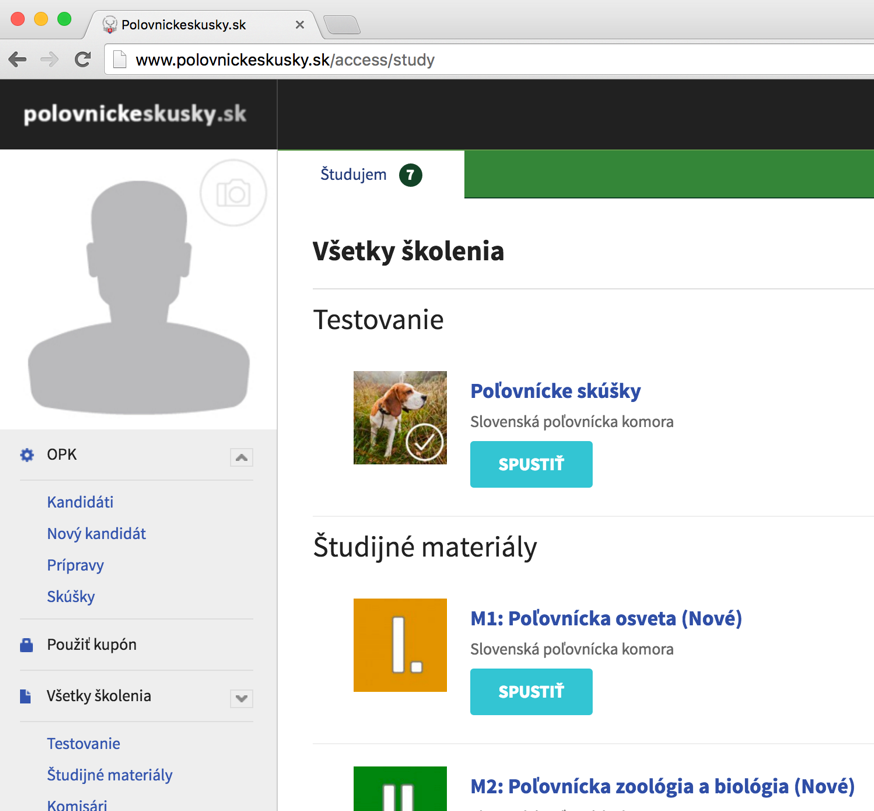 Polovnickeskusky.sk
www.polovnickeskusky.sk/access/study
polovnickeskusky.sk
Študujem 7
Všetky školenia
Testovanie
Poľovnícke skúšky
Slovenská poľovnícka komora
SPUSTIŤ
Študijné materiály
I.
M1: Poľovnícka osveta (Nové)
Slovenská poľovnícka komora
SPUSTIŤ
M2: Poľovnícka zoológia a biológia (Nové)
OPK
Kandidáti
Nový kandidát
Prípravy
Skúšky
Použiť kupón
Všetky školenia
Testovanie
Študijné materiály
Komisári